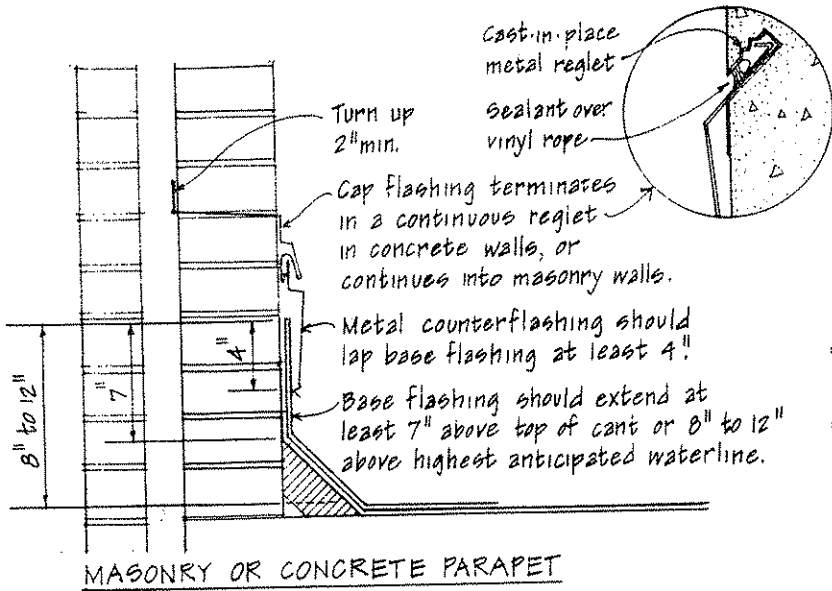 Cast-in-place
metal reglet
Sealant over
vinyl rope
Turn up
2" min.
Cap flashing terminates
in a continuous reglet
in concrete walls, or
continues into masonry walls.
Metal counterflashing should
lap base flashing at least 4".
Base flashing should extend at
least 7" above top of cant or 8" to 12"
above highest anticipated waterline.
8" to 12"
7"
4"
MASONRY OR CONCRETE PARAPET